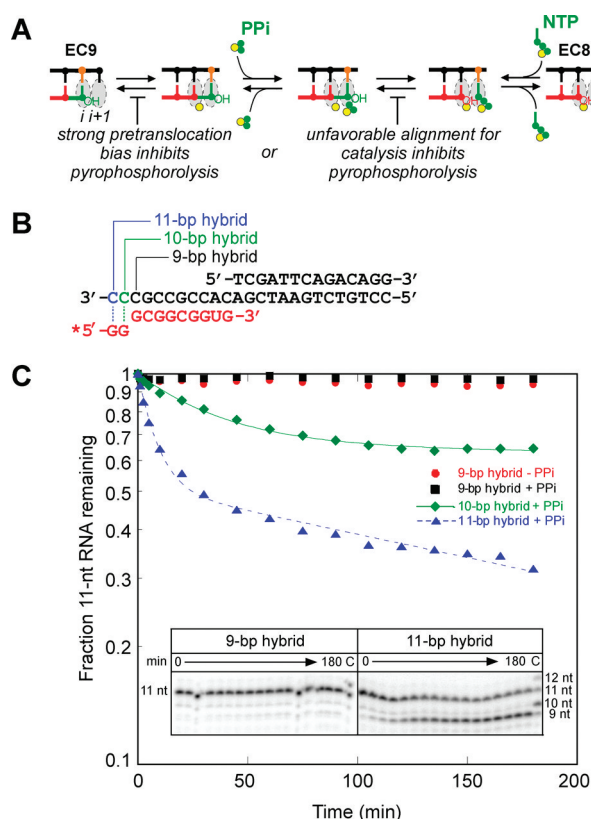 A
EC9
PPi
NTP
EC8
OH
OH
OH
i i+1
strong pretranslocation
bias inhibits
pyrophosphorolysis
or
unfavorable alignment for
catalysis inhibits
pyrophosphorolysis
B
11-bp hybrid
10-bp hybrid
9-bp hybrid
5′-TCGATTCAGACAGG-3′
3′-CCCGCCGCCACAGCTAAGTCTGTCC-5′
GCGGCGGUG-3′
*5′-GG
C
Fraction 11-nt RNA remaining
1
0.9
0.8
0.7
0.6
0.5
0.4
0.3
0.2
0.1
9-bp hybrid - PPi
9-bp hybrid + PPi
10-bp hybrid + PPi
11-bp hybrid + PPi
9-bp hybrid
11-bp hybrid
min 0 180 C 0 180 C
12 nt
11 nt
11 nt
10 nt
9 nt
0 50 100 150 200
Time (min)